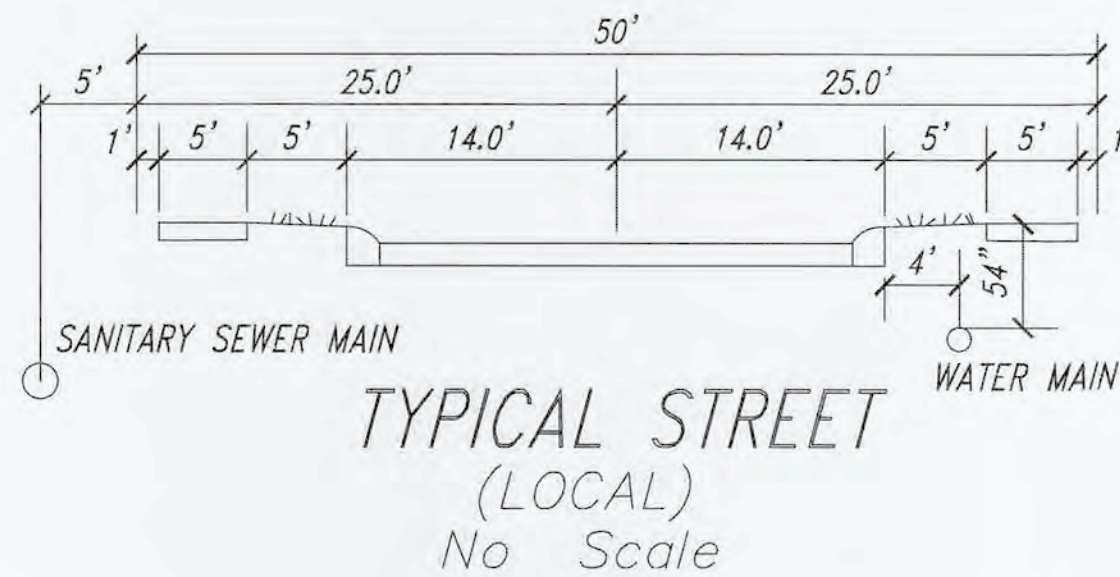 50'
5' 25.0' 25.0'
1' 5' 5' 14.0' 14.0' 5' 5' 1'
4' 54"
SANITARY SEWER MAIN
WATER MAIN
TYPICAL STREET
(LOCAL)
No Scale